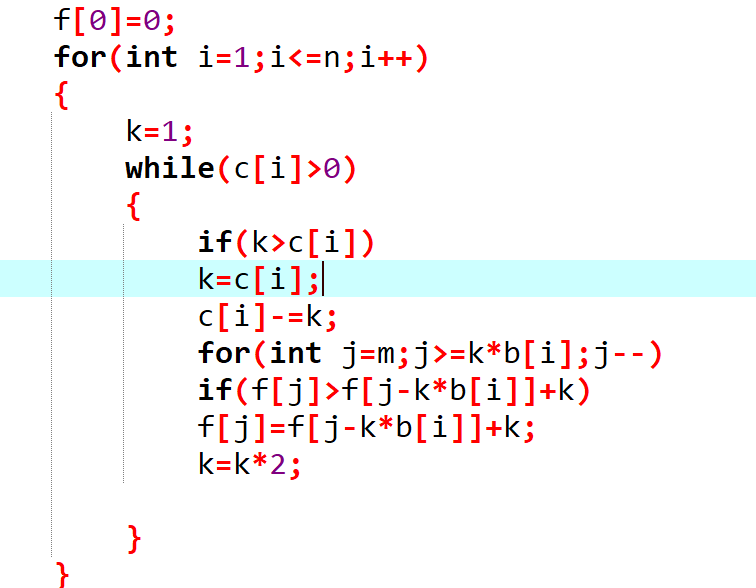 f[0]=0;
for(int i=1;i<=n;i++)
{
k=1;
while(c[i]>0)
{
if(k>c[i])
k=c[i];
c[i]-=k;
for(int j=m;j>=k*b[i];j--)
if(f[j]>f[j-k*b[i]]+k)
f[j]=f[j-k*b[i]]+k;
k=k*2;
}
}